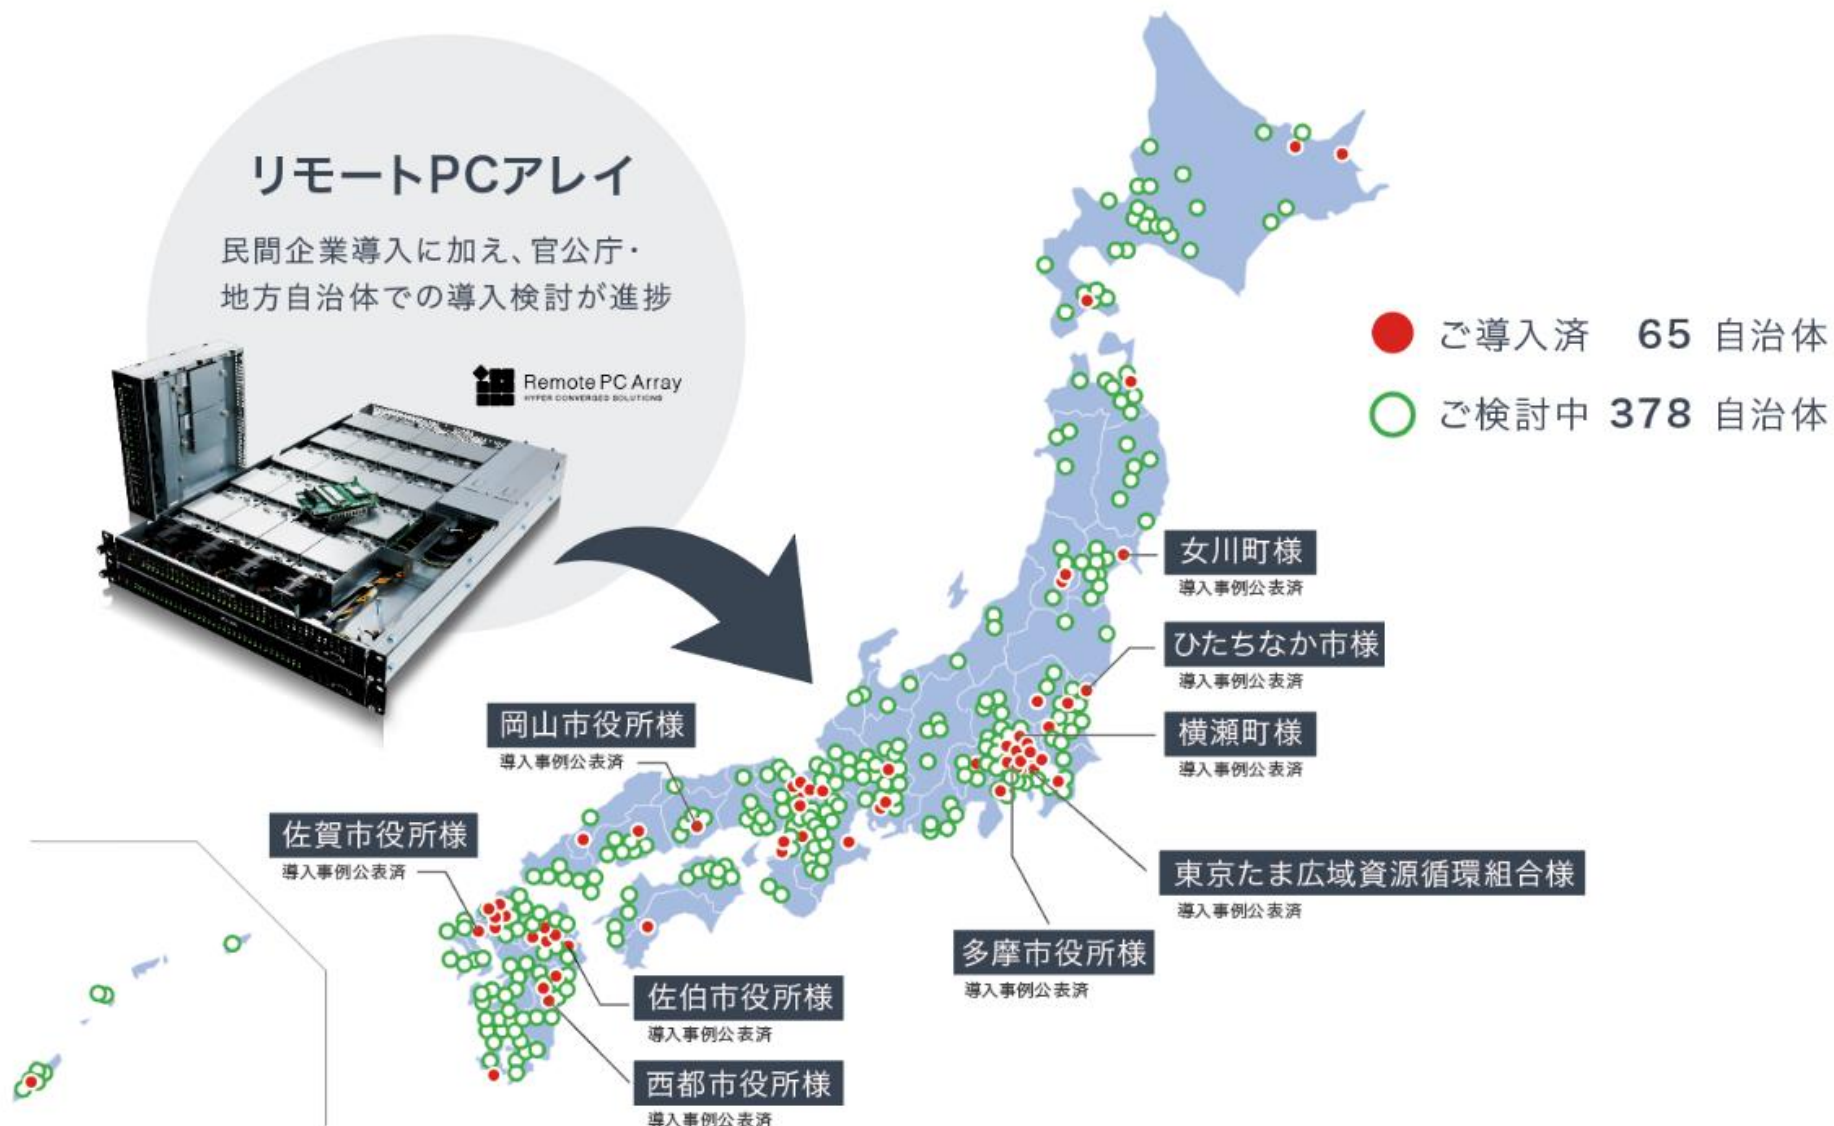 リモートPCアレイ
民間企業導入に加え、官公庁・
地方自治体での導入検討が進捗
Remote PC Array
HYPER CONVERGED SOLUTIONS
ご導入済 65 自治体
ご検討中 378 自治体
女川町様
導入事例公表済
ひたちなか市様
導入事例公表済
横瀬町様
導入事例公表済
岡山市役所様
導入事例公表済
佐賀市役所様
導入事例公表済
東京たま広域資源循環組合様
導入事例公表済
多摩市役所様
導入事例公表済
佐伯市役所様
導入事例公表済
西都市役所様
導入事例公表済